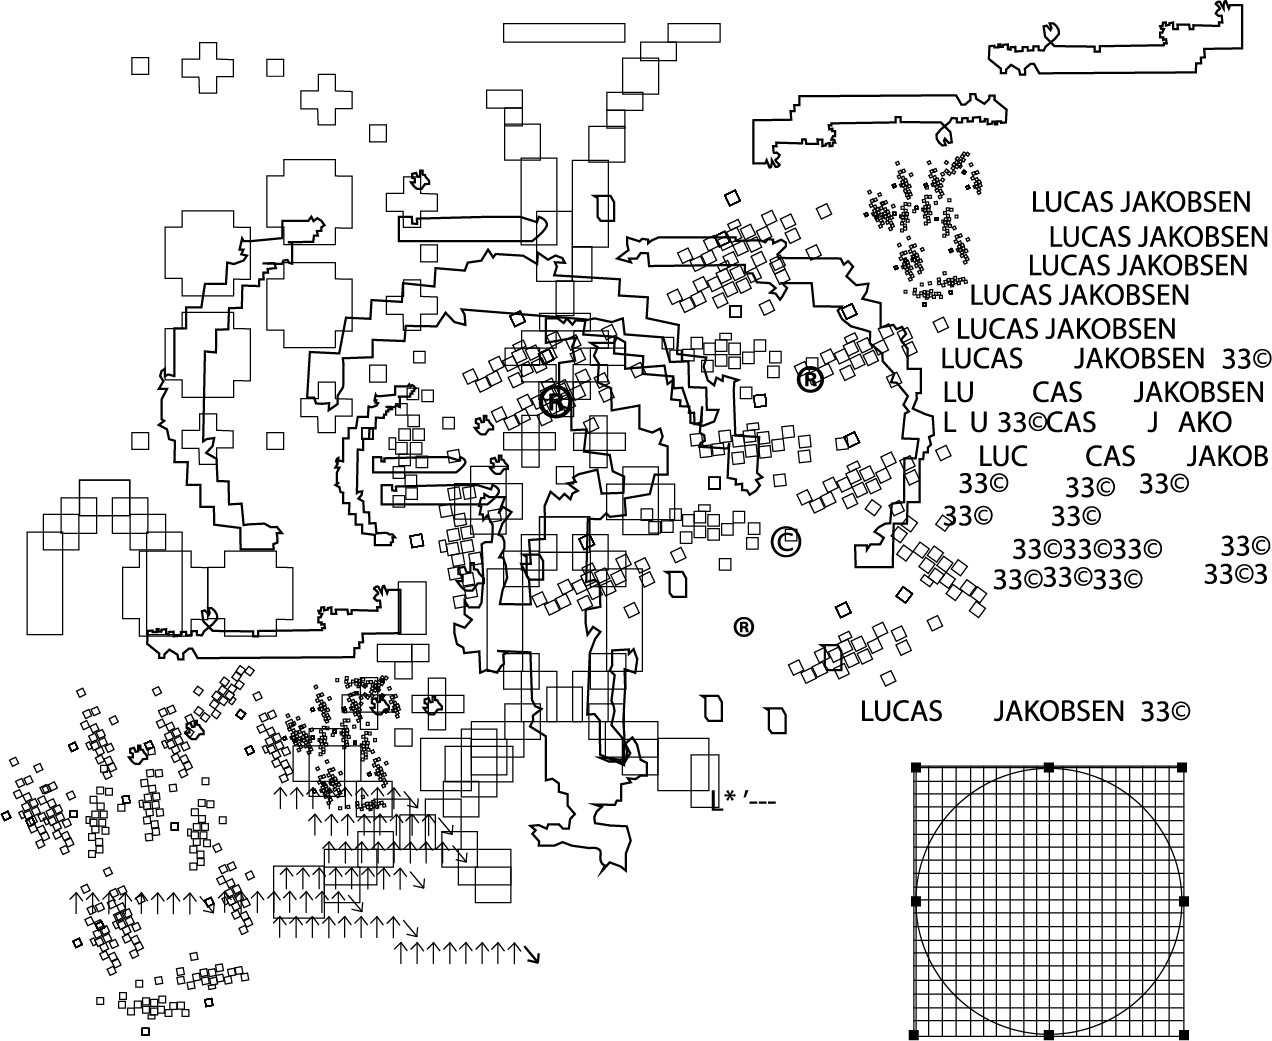 LUCAS JAKOBSEN
LUCAS JAKOBSEN
LUCAS JAKOBSEN
LUCAS JAKOBSEN
LUCAS JAKOBSEN
LUCAS JAKOBSEN 33©
®
LU CAS JAKOBSEN
®
L U 33©CAS J AKO
LUC CAS JAKOB
33© 33© 33©
33© 33©
©
33©33©33© 33©
33©33©33© 33©3
®
LUCAS JAKOBSEN 33©
L*'---